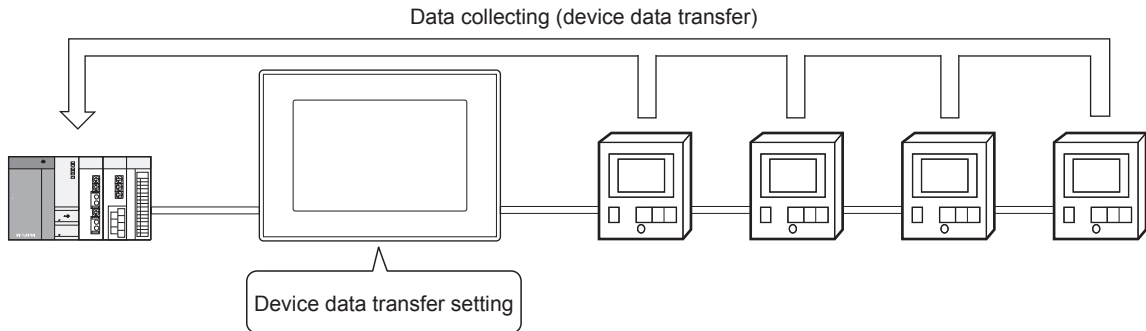 Data collecting (device data transfer)
Device data transfer setting